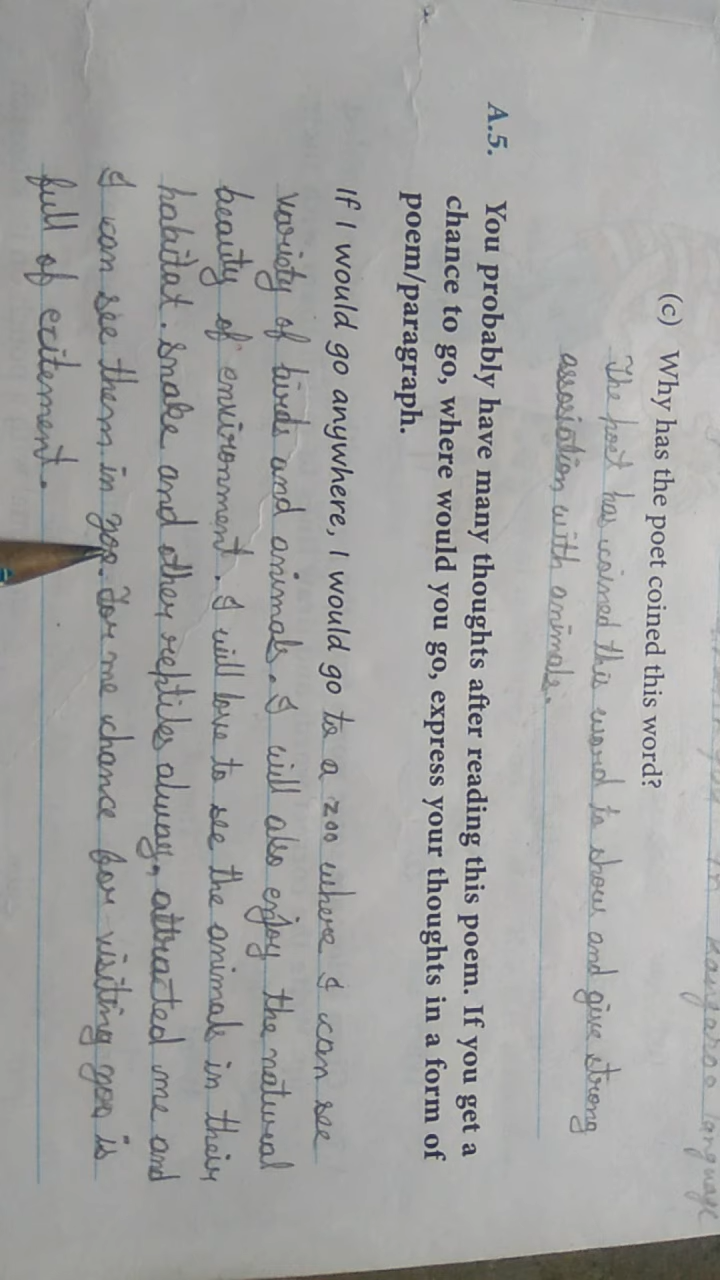 language
(c) Why has the poet coined this word?
The poet has coined this word to show and give strong
assosiation with animals.
A.5. You probably have many thoughts after reading this poem. If you get a
chance to go, where would you go, express your thoughts in a form of
poem/paragraph.
If I would go anywhere, I would go to a zoo where I can see
variety of birds and animals. I will also enjoy the natural
beauty of environment. I will love to see the animals in their
habitat. Snake and other reptiles always attracted me and
I can see them in zoo. For me chance for visiting zoo is
full of excitement.